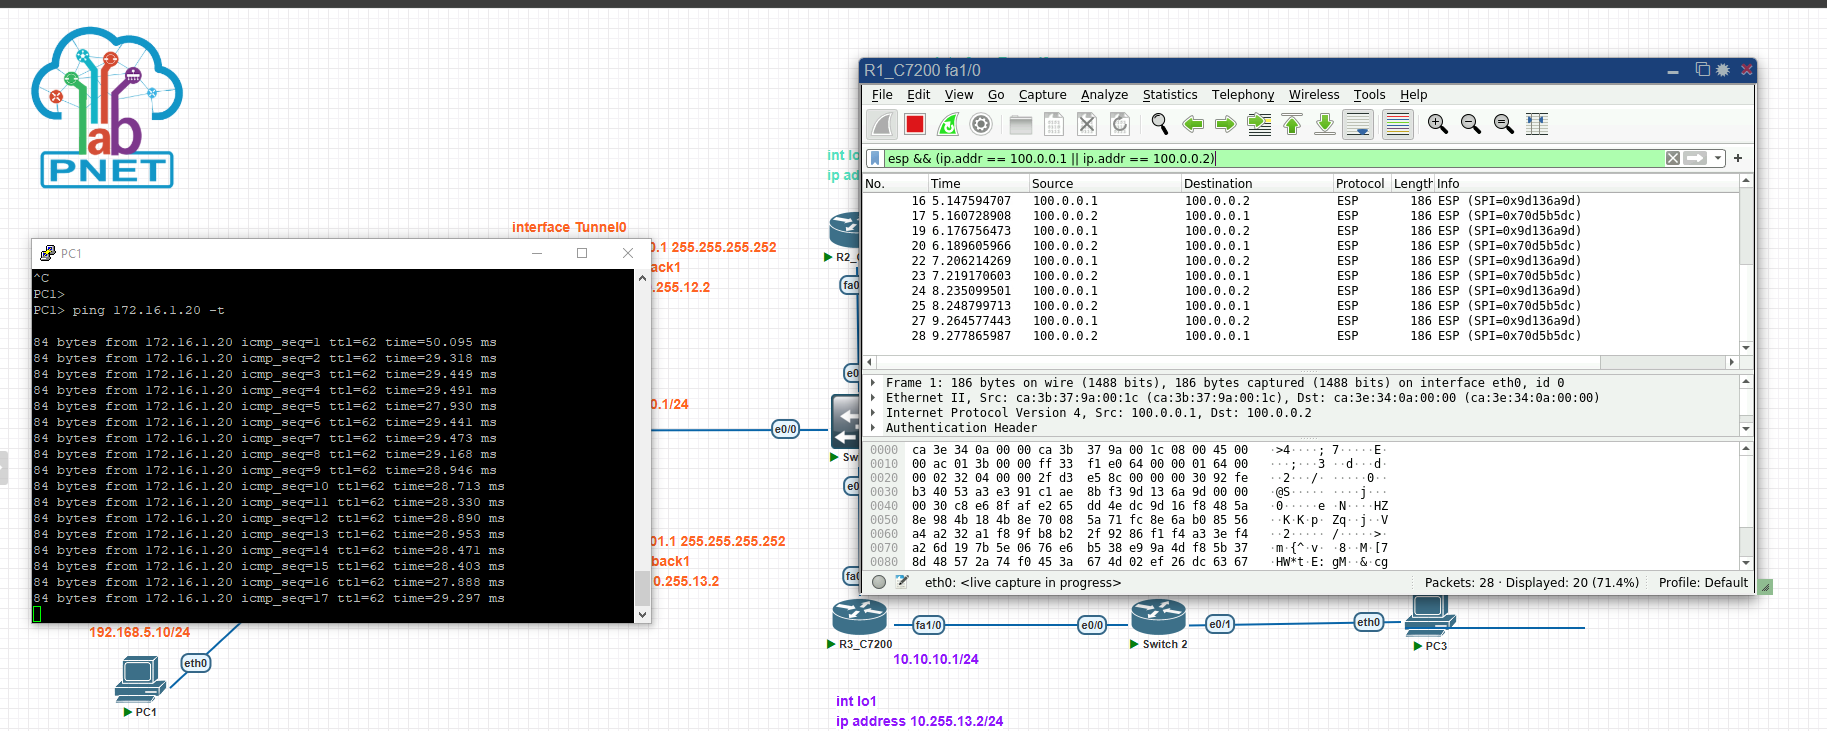 lab
PNET
interface Tunnel0
0.1 255.255.255.252
ack1
.255.12.2
0.1/24
01.1 255.255.255.252
back1
0.255.13.2
192.168.5.10/24
eth0
PC1
int lo
ip ad
R2_C
fa0
e0
e0/0
Sw
e0
fa0
R3_C7200
fa1/0
e0/0
Switch 2
e0/1
eth0
PC3
10.10.10.1/24
int lo1
ip address 10.255.13.2/24
PC1
^C
PC1>
PC1> ping 172.16.1.20 -t
84 bytes from 172.16.1.20 icmp_seq=1 ttl=62 time=50.095 ms
84 bytes from 172.16.1.20 icmp_seq=2 ttl=62 time=29.318 ms
84 bytes from 172.16.1.20 icmp_seq=3 ttl=62 time=29.449 ms
84 bytes from 172.16.1.20 icmp_seq=4 ttl=62 time=29.491 ms
84 bytes from 172.16.1.20 icmp_seq=5 ttl=62 time=27.930 ms
84 bytes from 172.16.1.20 icmp_seq=6 ttl=62 time=29.441 ms
84 bytes from 172.16.1.20 icmp_seq=7 ttl=62 time=29.473 ms
84 bytes from 172.16.1.20 icmp_seq=8 ttl=62 time=29.168 ms
84 bytes from 172.16.1.20 icmp_seq=9 ttl=62 time=28.946 ms
84 bytes from 172.16.1.20 icmp_seq=10 ttl=62 time=28.713 ms
84 bytes from 172.16.1.20 icmp_seq=11 ttl=62 time=28.330 ms
84 bytes from 172.16.1.20 icmp_seq=12 ttl=62 time=28.890 ms
84 bytes from 172.16.1.20 icmp_seq=13 ttl=62 time=28.953 ms
84 bytes from 172.16.1.20 icmp_seq=14 ttl=62 time=28.471 ms
84 bytes from 172.16.1.20 icmp_seq=15 ttl=62 time=28.403 ms
84 bytes from 172.16.1.20 icmp_seq=16 ttl=62 time=27.888 ms
84 bytes from 172.16.1.20 icmp_seq=17 ttl=62 time=29.297 ms
R1_C7200 fa1/0
File Edit View Go Capture Analyze Statistics Telephony Wireless Tools Help
esp && (ip.addr == 100.0.0.1 || ip.addr == 100.0.0.2)
No. Time Source Destination Protocol Length Info
16 5.147594707 100.0.0.1 100.0.0.2 ESP 186 ESP (SPI=0x9d136a9d)
17 5.160728908 100.0.0.2 100.0.0.1 ESP 186 ESP (SPI=0x70d5b5dc)
19 6.176756473 100.0.0.1 100.0.0.2 ESP 186 ESP (SPI=0x9d136a9d)
20 6.189605966 100.0.0.2 100.0.0.1 ESP 186 ESP (SPI=0x70d5b5dc)
22 7.206214269 100.0.0.1 100.0.0.2 ESP 186 ESP (SPI=0x9d136a9d)
23 7.219170603 100.0.0.2 100.0.0.1 ESP 186 ESP (SPI=0x70d5b5dc)
24 8.235099501 100.0.0.1 100.0.0.2 ESP 186 ESP (SPI=0x9d136a9d)
25 8.248799713 100.0.0.2 100.0.0.1 ESP 186 ESP (SPI=0x70d5b5dc)
27 9.264577443 100.0.0.1 100.0.0.2 ESP 186 ESP (SPI=0x9d136a9d)
28 9.277865987 100.0.0.2 100.0.0.1 ESP 186 ESP (SPI=0x70d5b5dc)
Frame 1: 186 bytes on wire (1488 bits), 186 bytes captured (1488 bits) on interface eth0, id 0
Ethernet II, Src: ca:3b:37:9a:00:1c (ca:3b:37:9a:00:1c), Dst: ca:3e:34:0a:00:00 (ca:3e:34:0a:00:00)
Internet Protocol Version 4, Src: 100.0.0.1, Dst: 100.0.0.2
Authentication Header
0000 ca 3e 34 0a 00 00 ca 3b 37 9a 00 1c 08 00 45 00 ·>4····; 7·····E·
0010 00 ac 01 3b 00 00 ff 33 f1 e0 64 00 00 01 64 00 ···;···3 ··d···d·
0020 00 02 32 04 00 00 2f d3 e5 8c 00 00 00 30 92 fe ··2···/· ·····0··
0030 b3 40 53 a3 e3 91 c1 ae 8b f3 9d 13 6a 9d 00 00 ·@S····· ····j···
0040 00 30 c8 e6 8f af e2 65 dd 4e dc 9d 16 f8 48 5a ·0·····e ·N····HZ
0050 8e 98 4b 18 4b 8e 70 08 5a 71 fc 8e 6a b0 85 56 ··K·K·p· Zq··j··V
0060 a4 a2 32 a1 f8 9f b8 b2 2f 92 86 f1 f4 a3 3e f4 ··2····· /·····>·
0070 a2 6d 19 7b 5e 06 76 e6 b5 38 e9 9a 4d f8 5b 37 ·m·{^·v· ·8··M·[7
0080 8d 48 57 2a 74 f0 45 3a 67 4d 02 ef 26 dc 63 67 ·HW*t·E: gM··&·cg
eth0: <live capture in progress>
Packets: 28 · Displayed: 20 (71.4%)
Profile: Default